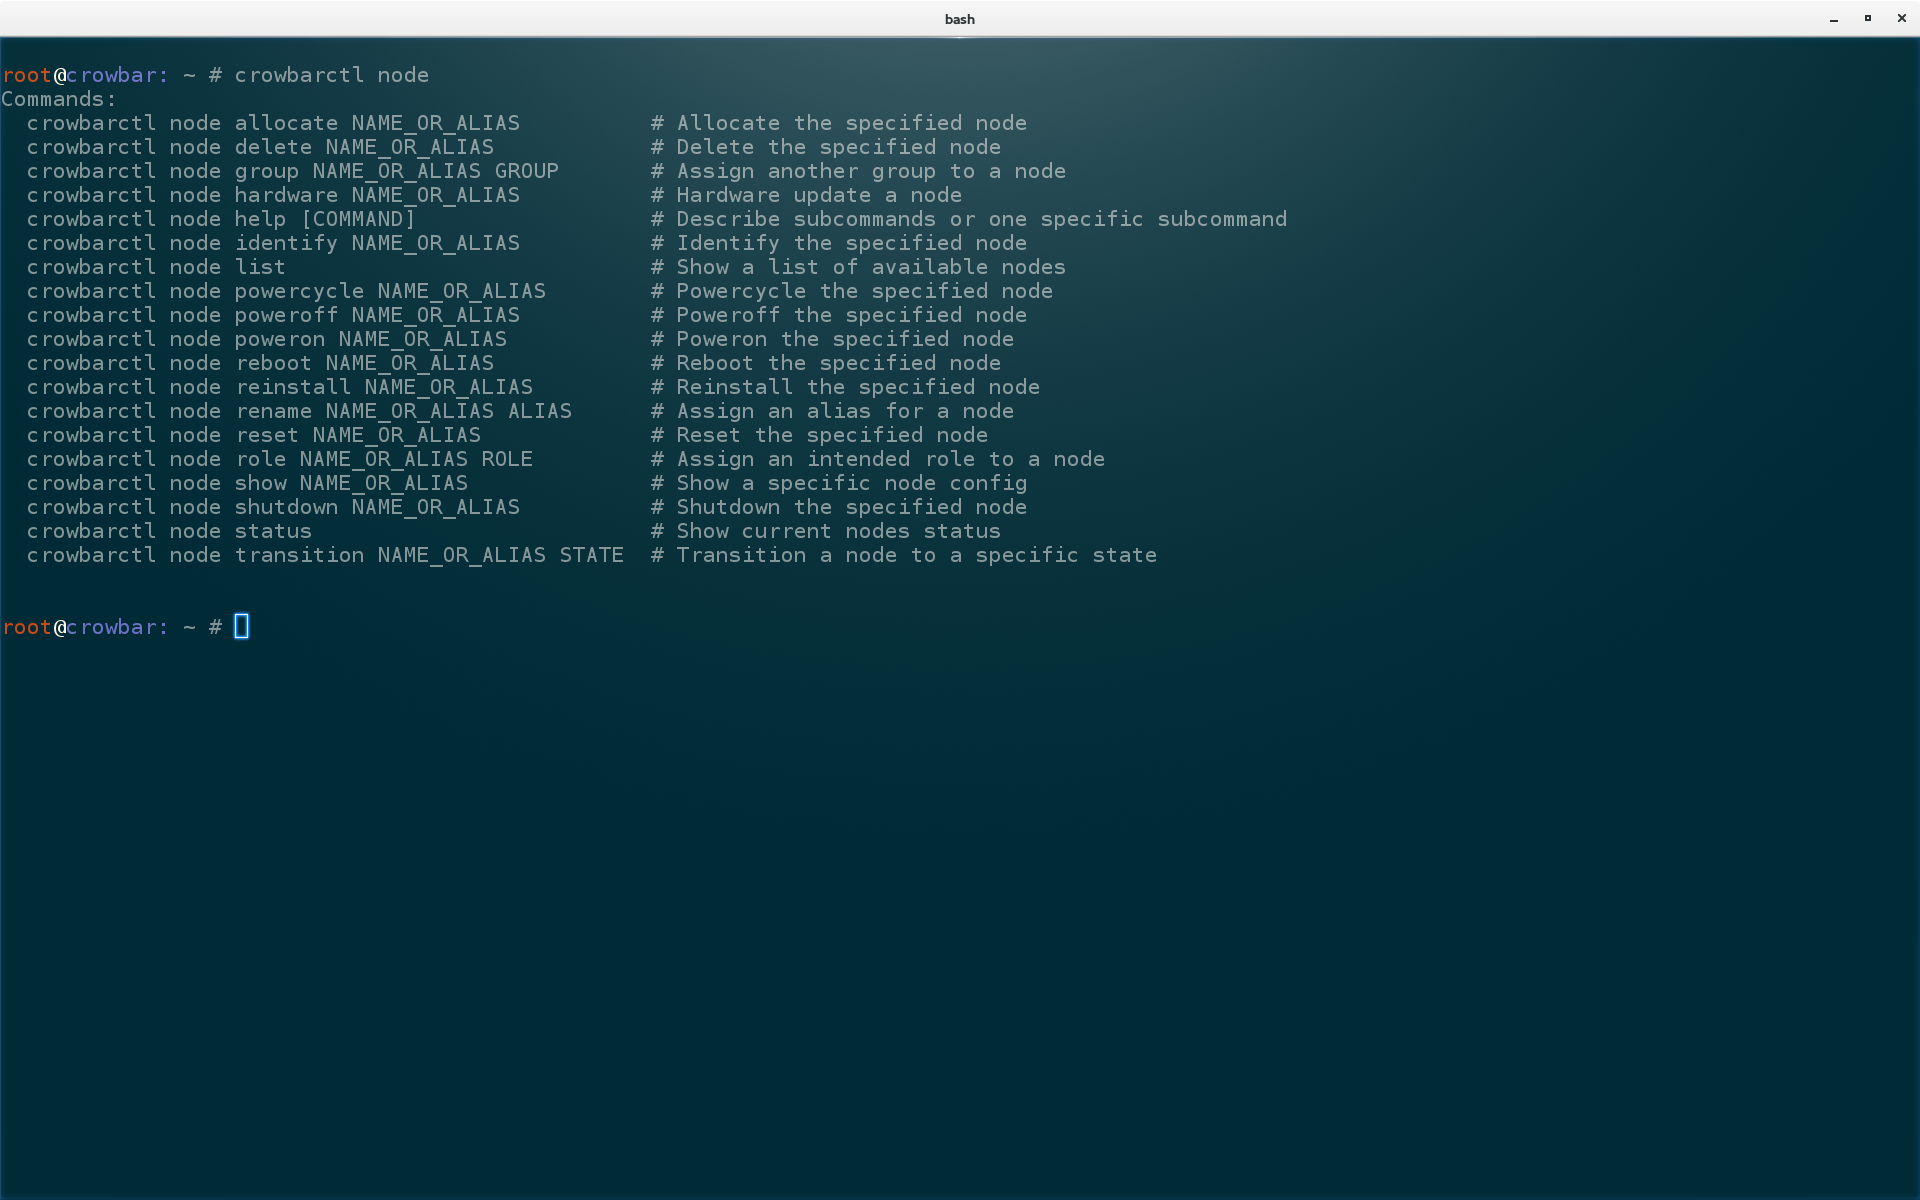 bash
root@crowbar: ~ # crowbarctl node
Commands:
  crowbarctl node allocate NAME_OR_ALIAS          # Allocate the specified node
  crowbarctl node delete NAME_OR_ALIAS            # Delete the specified node
  crowbarctl node group NAME_OR_ALIAS GROUP       # Assign another group to a node
  crowbarctl node hardware NAME_OR_ALIAS          # Hardware update a node
  crowbarctl node help [COMMAND]                  # Describe subcommands or one specific subcommand
  crowbarctl node identify NAME_OR_ALIAS          # Identify the specified node
  crowbarctl node list                            # Show a list of available nodes
  crowbarctl node powercycle NAME_OR_ALIAS        # Powercycle the specified node
  crowbarctl node poweroff NAME_OR_ALIAS          # Poweroff the specified node
  crowbarctl node poweron NAME_OR_ALIAS           # Poweron the specified node
  crowbarctl node reboot NAME_OR_ALIAS            # Reboot the specified node
  crowbarctl node reinstall NAME_OR_ALIAS         # Reinstall the specified node
  crowbarctl node rename NAME_OR_ALIAS ALIAS      # Assign an alias for a node
  crowbarctl node reset NAME_OR_ALIAS             # Reset the specified node
  crowbarctl node role NAME_OR_ALIAS ROLE         # Assign an intended role to a node
  crowbarctl node show NAME_OR_ALIAS              # Show a specific node config
  crowbarctl node shutdown NAME_OR_ALIAS          # Shutdown the specified node
  crowbarctl node status                          # Show current nodes status
  crowbarctl node transition NAME_OR_ALIAS STATE  # Transition a node to a specific state
root@crowbar: ~ #